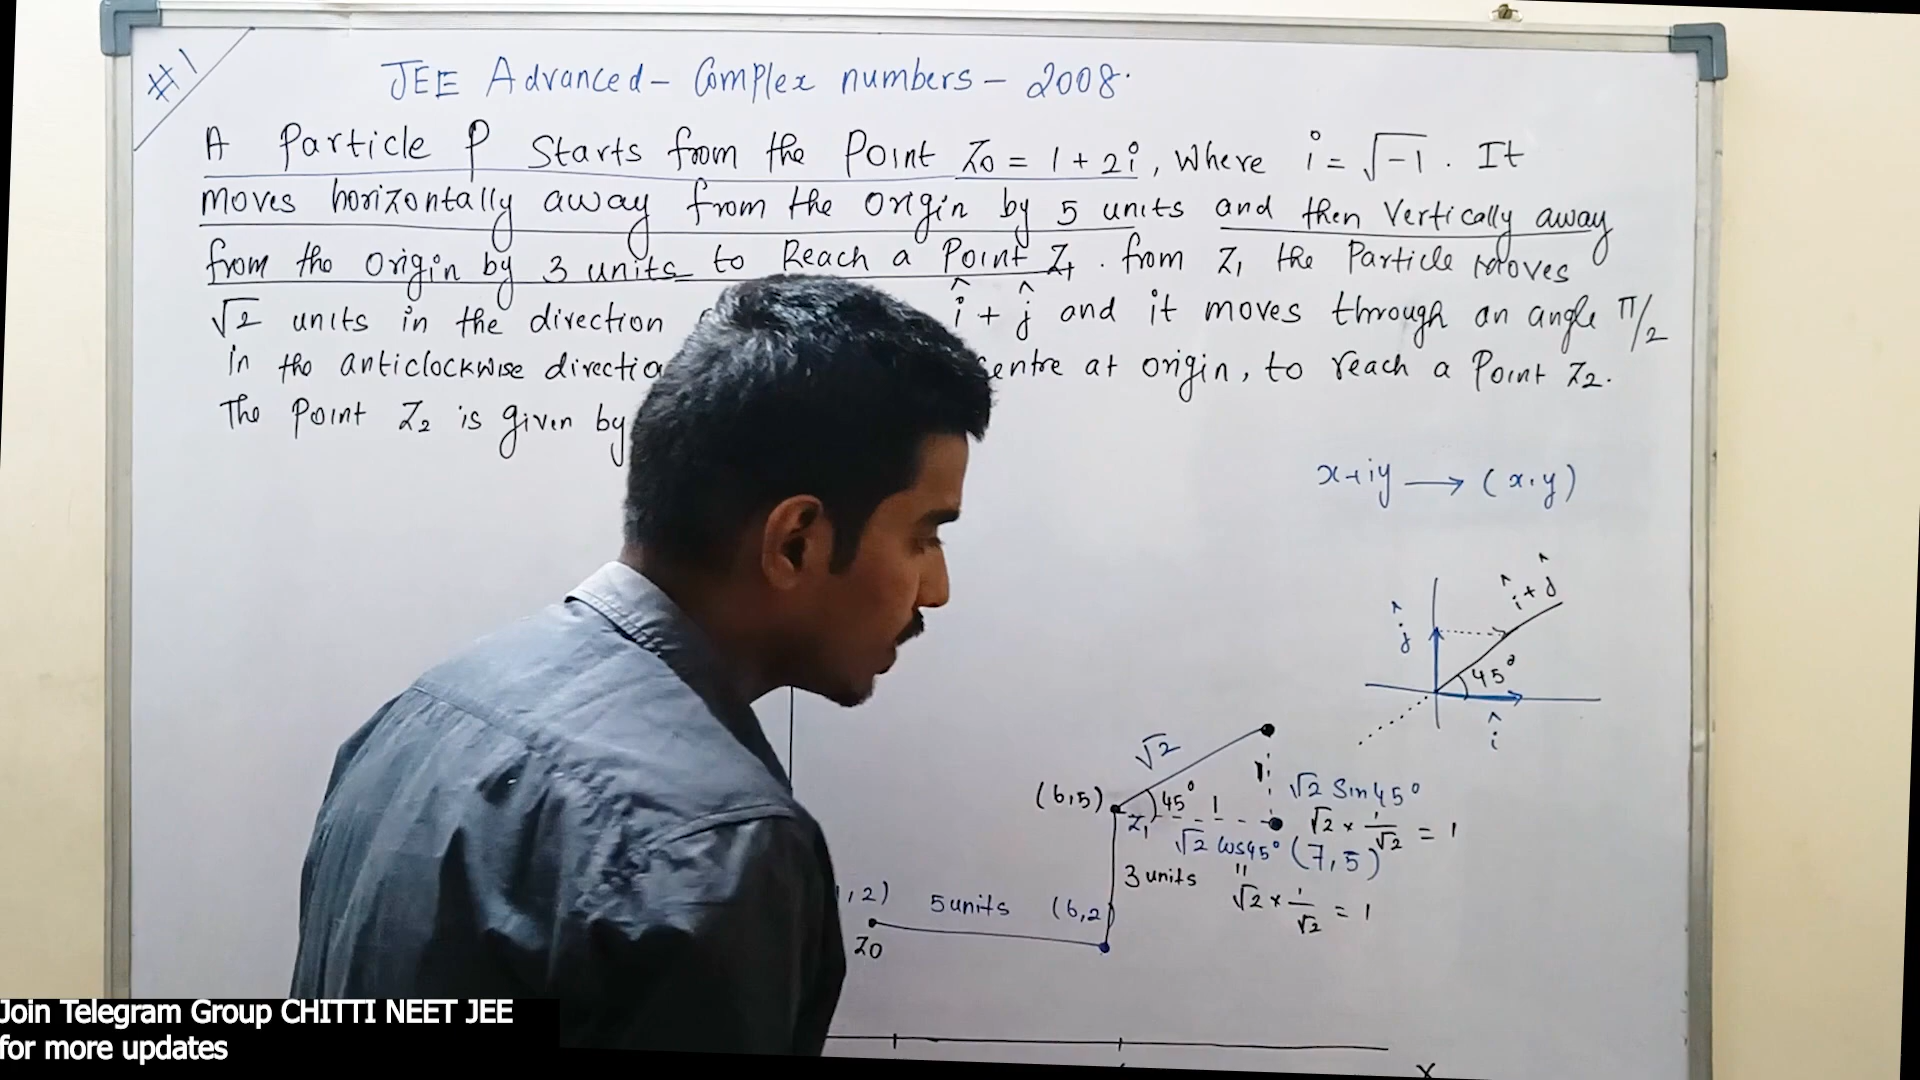 #1
JEE Advanced - Complex numbers - 2008.
A Particle P Starts from the Point Z0 = 1 + 2i, Where i = √-1 . It
moves horizontally away from the origin by 5 units and then Vertically away
from the Origin by 3 units to Reach a Point Z1 . from Z1 the Particle moves
√2 units in the direction î + ĵ and it moves through an angle π/2
in the anticlockwise directio entre at origin, to reach a Point Z2.
The Point Z2 is given by
x+iy → (x,y)
î + ĵ
ĵ
45°
î
√2
(6,5) 45° 1 1 √2 Sin45°
Z1 √2 × 1/√2 = 1
√2 cos45° (7,5)
3 units
"
√2 × 1/√2 = 1
,2) 5units (6,2)
Z0
X
Join Telegram Group CHITTI NEET JEE
for more updates